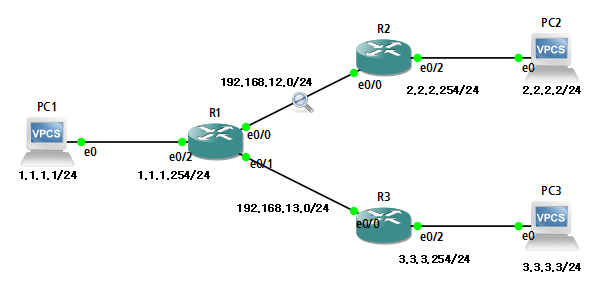 R2
PC2
VPCS
192.168.12.0/24
e0/0
e0/2
e0
2.2.2.254/24
2.2.2.2/24
PC1
VPCS
R1
e0/0
e0
e0/2
e0/1
1.1.1.1/24
1.1.1.254/24
192.168.13.0/24
R3
PC3
VPCS
e0/0
e0/2
e0
3.3.3.254/24
3.3.3.3/24